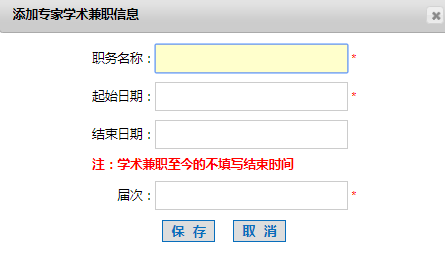 添加专家学术兼职信息
职务名称： *
起始日期： *
结束日期：
注：学术兼职至今的不填写结束时间
届次： *
保 存 取 消